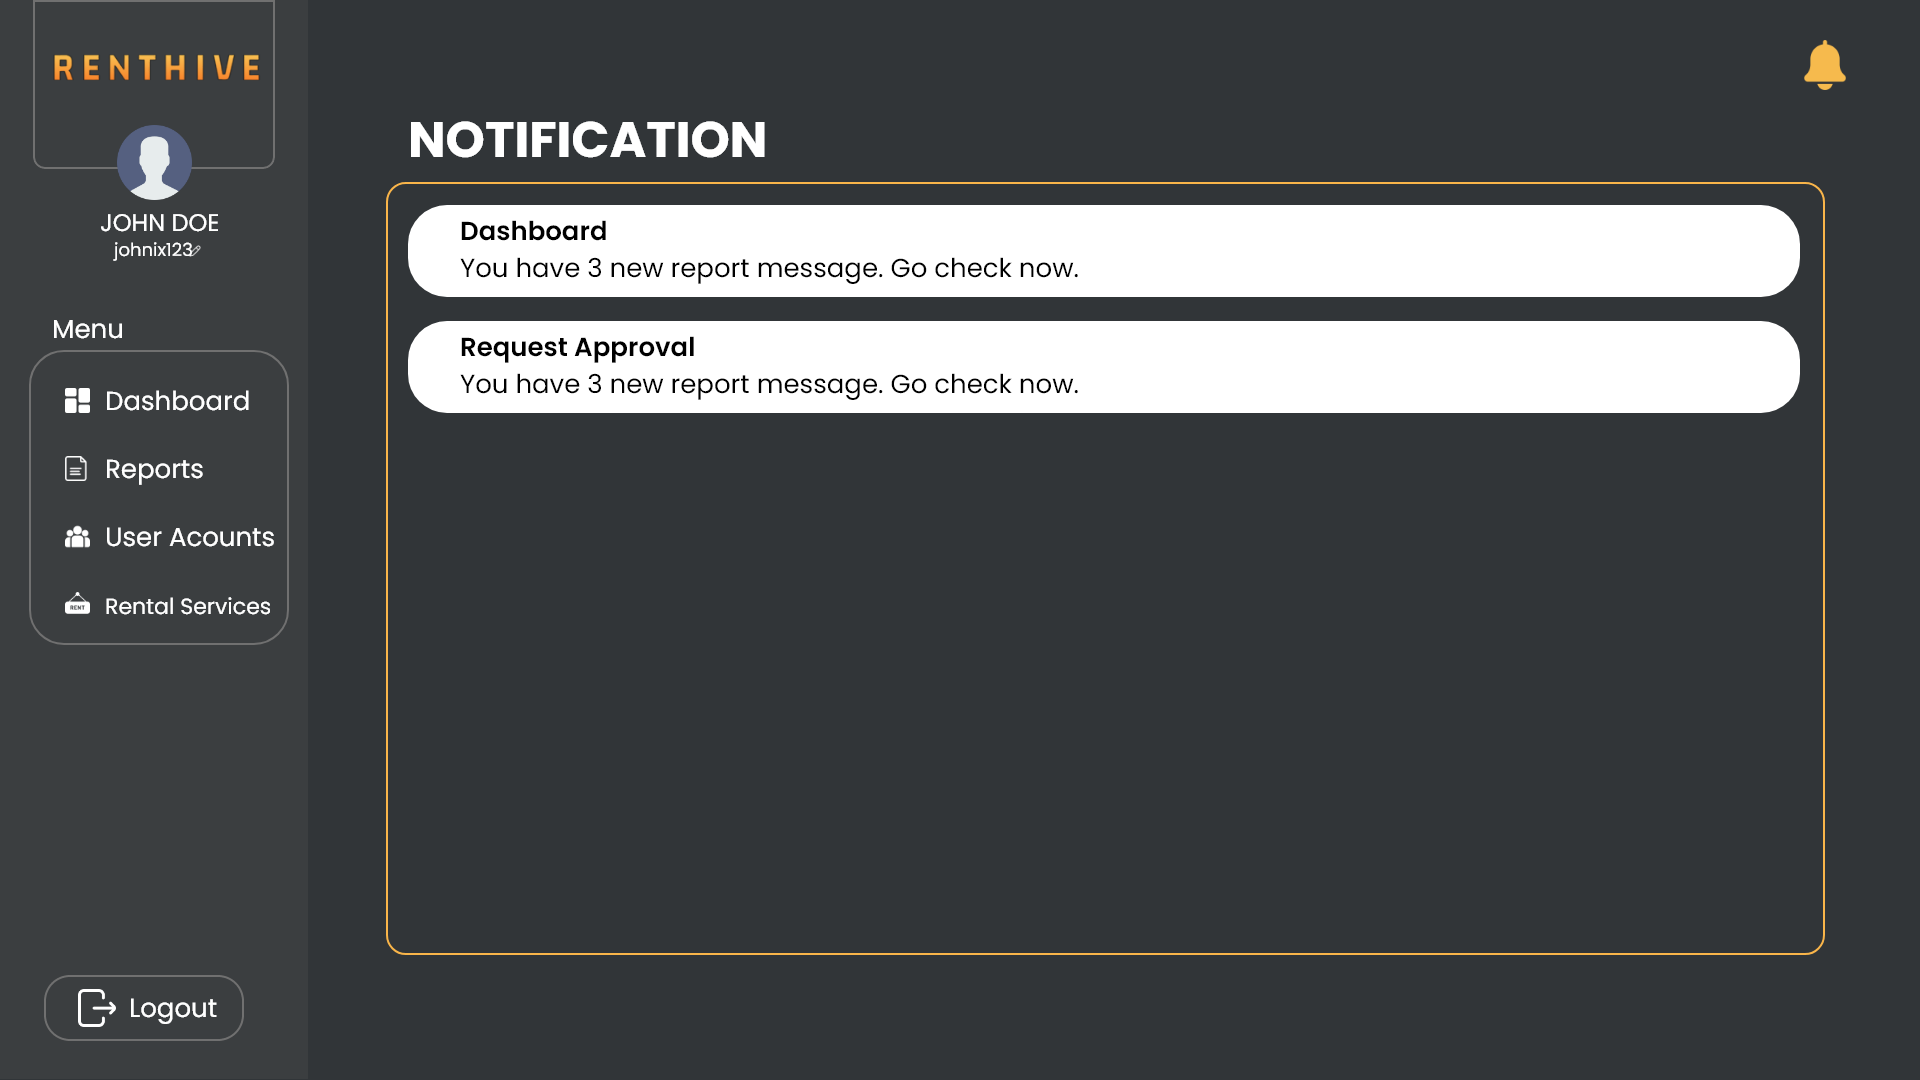 RENTHIVE
JOHN DOE
johnix123
Menu
Dashboard
Reports
User Acounts
RENT
Rental Services
Logout
NOTIFICATION
Dashboard
You have 3 new report message. Go check now.
Request Approval
You have 3 new report message. Go check now.